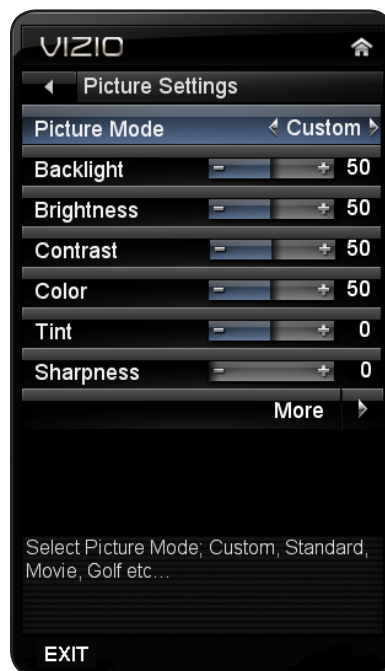 VIZIO
Picture Settings
Picture Mode Custom
Backlight - + 50
Brightness - + 50
Contrast - + 50
Color - + 50
Tint - + 0
Sharpness - + 0
More
Select Picture Mode; Custom, Standard,
Movie, Golf etc...
EXIT